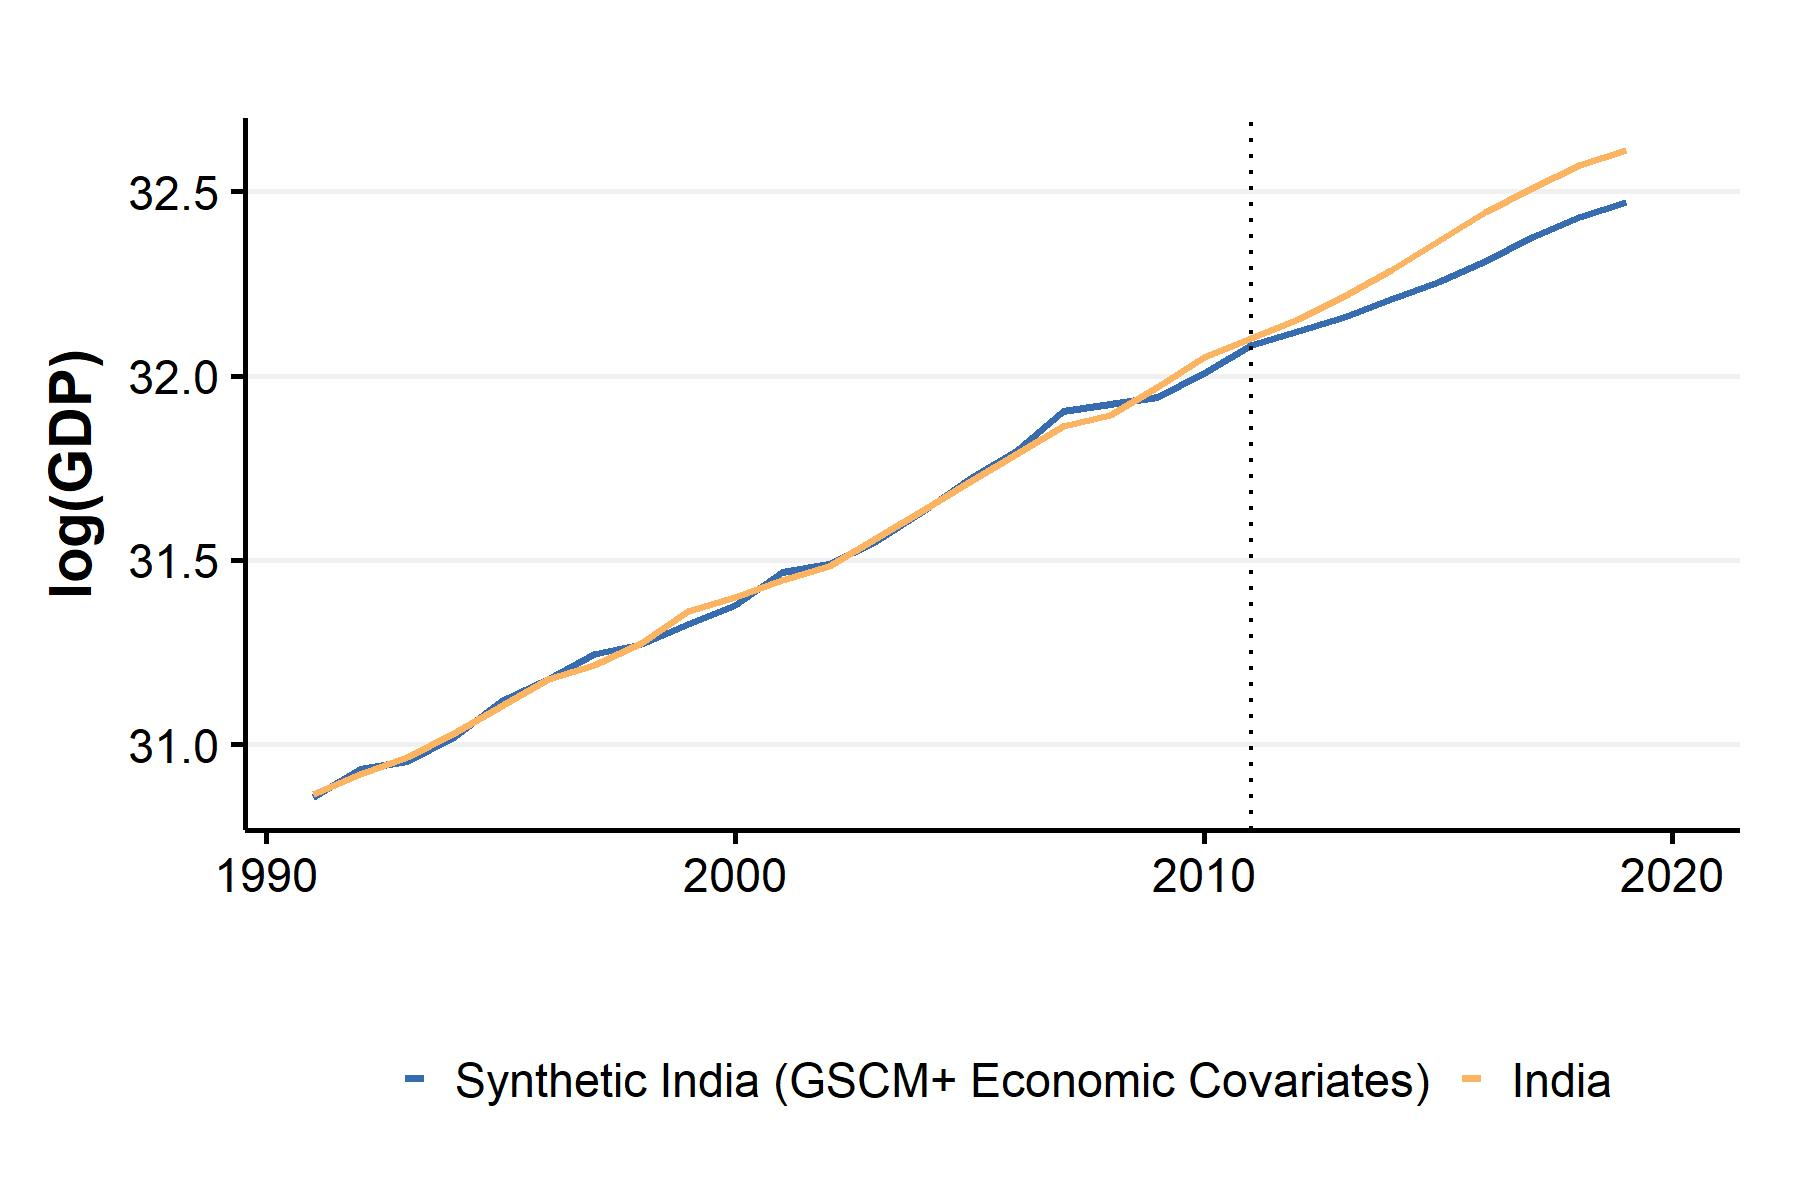 log(GDP)
32.5
32.0
31.5
31.0
1990 2000 2010 2020
Synthetic India (GSCM+ Economic Covariates) India